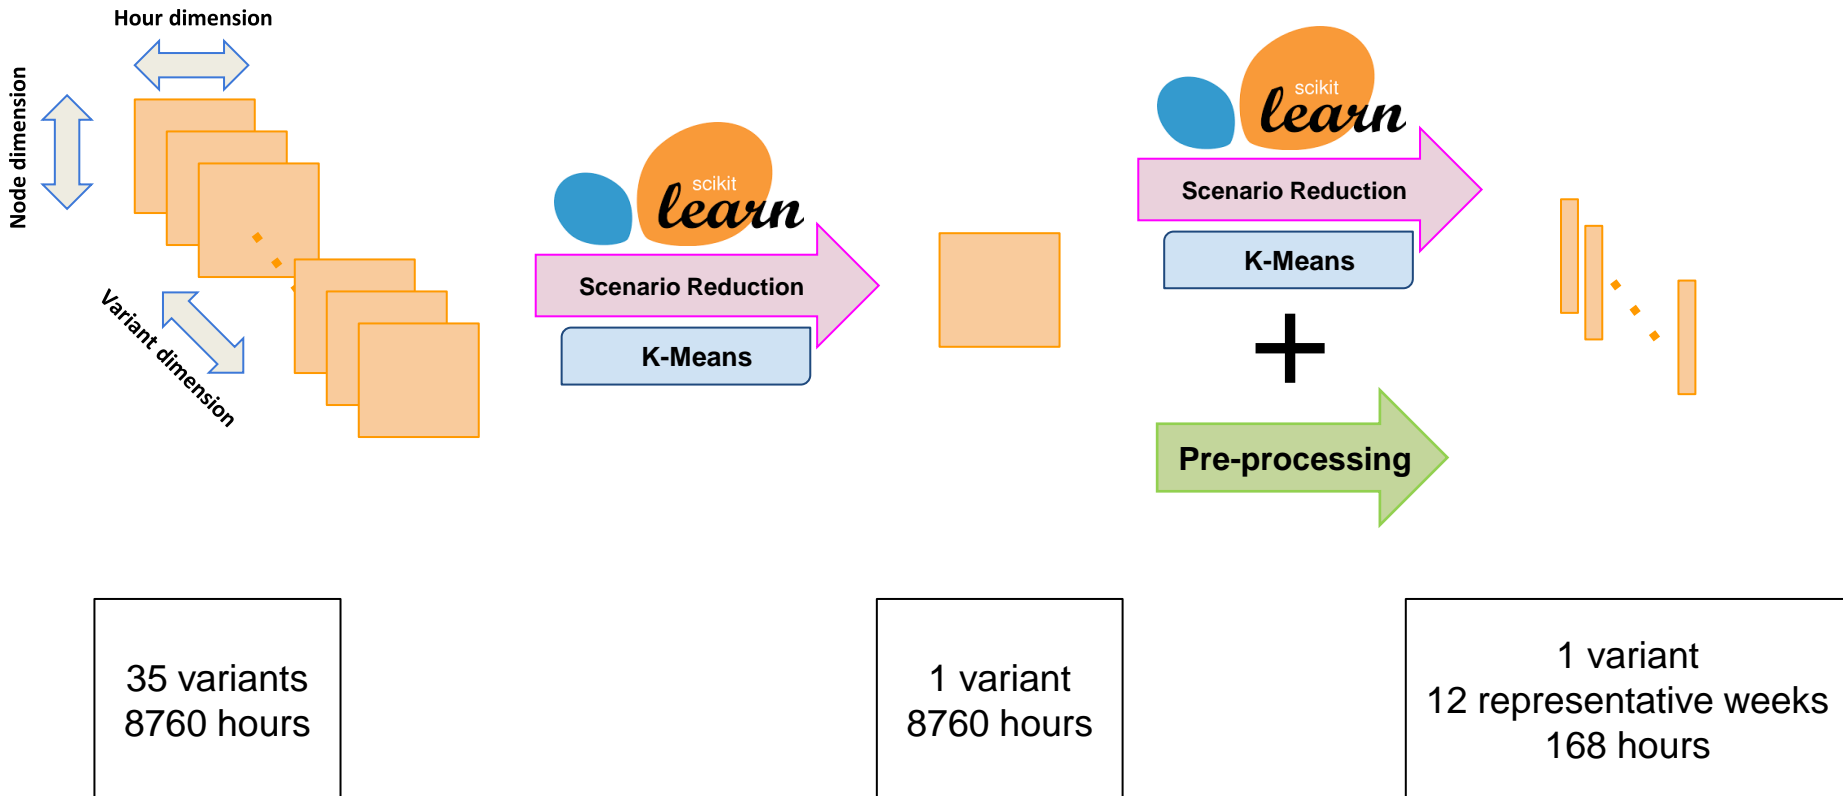 Hour dimension
Node dimension
Variant dimension
scikit
learn
Scenario Reduction
K-Means
scikit
learn
Scenario Reduction
K-Means
+
Pre-processing
35 variants
8760 hours
1 variant
8760 hours
1 variant
12 representative weeks
168 hours